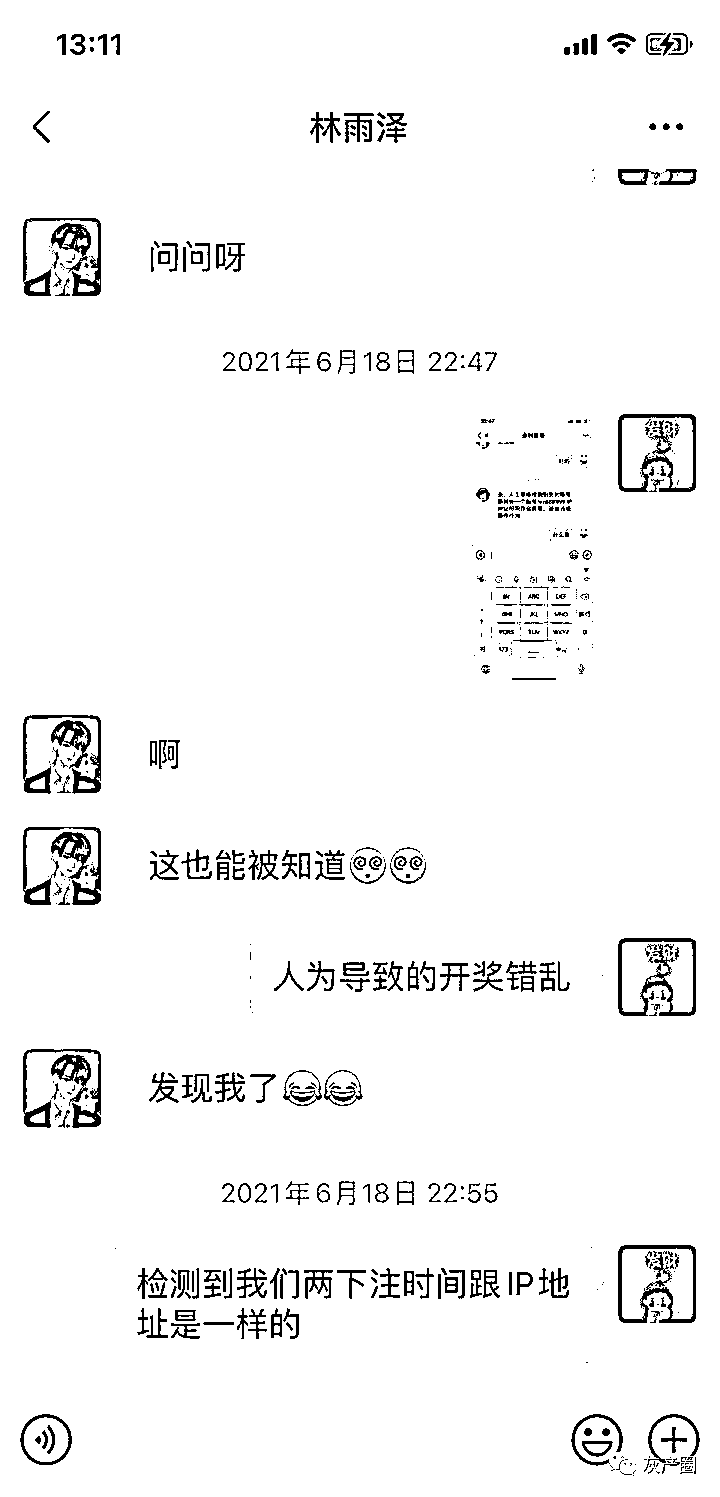 13:11
林雨泽
问问呀
2021年6月18日 22:47
啊
这也能被知道
人为导致的开奖错乱
发现我了
2021年6月18日 22:55
检测到我们两下注时间跟IP地
址是一样的
灰产圈